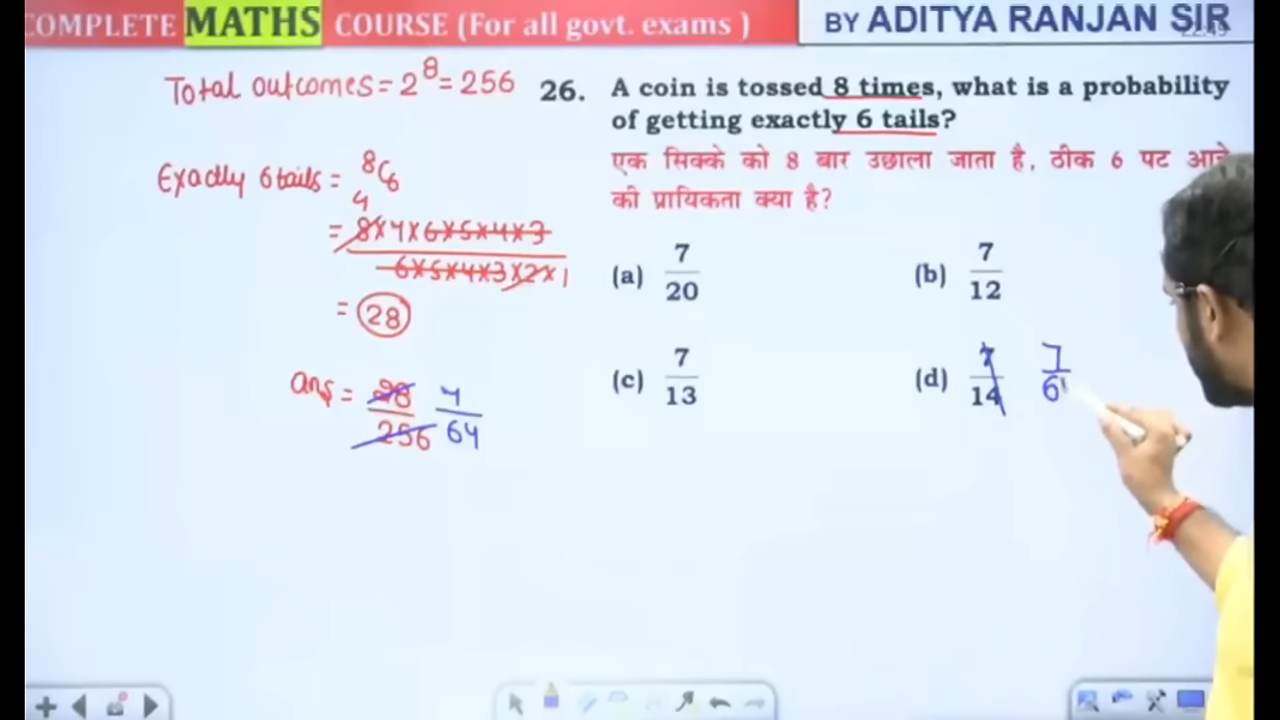 COMPLETE MATHS COURSE (For all govt. exams )
BY ADITYA RANJAN SIR
Total outcomes = 2^8 = 256
26. A coin is tossed 8 times, what is a probability
of getting exactly 6 tails?
एक सिक्के को 8 बार उछाला जाता है, ठीक 6 पट आने
की प्रायिकता क्या है?
Exactly 6 tails = ⁸C₆
4
= 8×7×6×5×4×3
6×5×4×3×2×1
= 28
(a) 7/20
(b) 7/12
(c) 7/13
(d) 7/14 7/6
Ans = 28/256 7/64